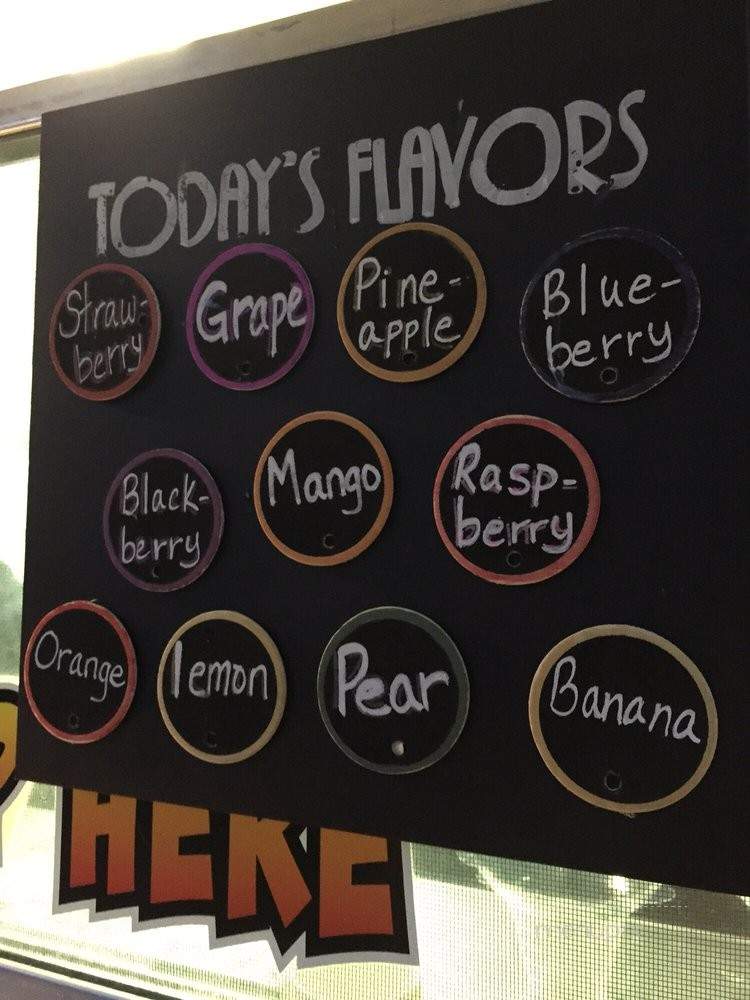 TODAY'S FLAVORS
Straw-
berry
Grape
Pine-
apple
Blue-
berry
Black-
berry
Mango
Rasp-
berry
Orange
lemon
Pear
Banana
HERE